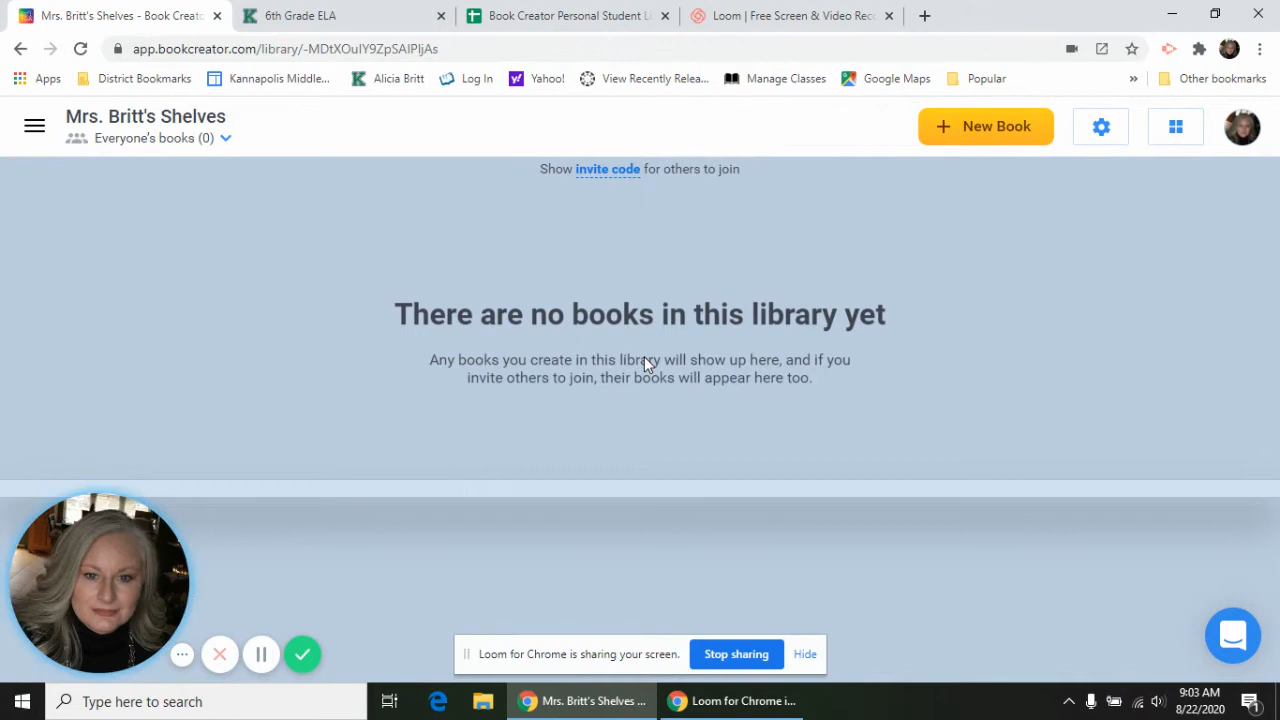 Mrs. Britt's Shelves - Book Creato
6th Grade ELA
Book Creator Personal Student Li
Loom | Free Screen & Video Reco
app.bookcreator.com/library/-MDtXOuIY9ZpSAIPljAs
Apps
District Bookmarks
Kannapolis Middle...
Alicia Britt
Log In
Yahoo!
View Recently Relea...
Manage Classes
Google Maps
Popular
»
Other bookmarks
Mrs. Britt's Shelves
Everyone's books (0)
+ New Book
Show invite code for others to join
There are no books in this library yet
Any books you create in this library will show up here, and if you
invite others to join, their books will appear here too.
Loom for Chrome is sharing your screen.
Stop sharing
Hide
Type here to search
Mrs. Britt's Shelves ...
Loom for Chrome i...
9:03 AM
8/22/2020
1